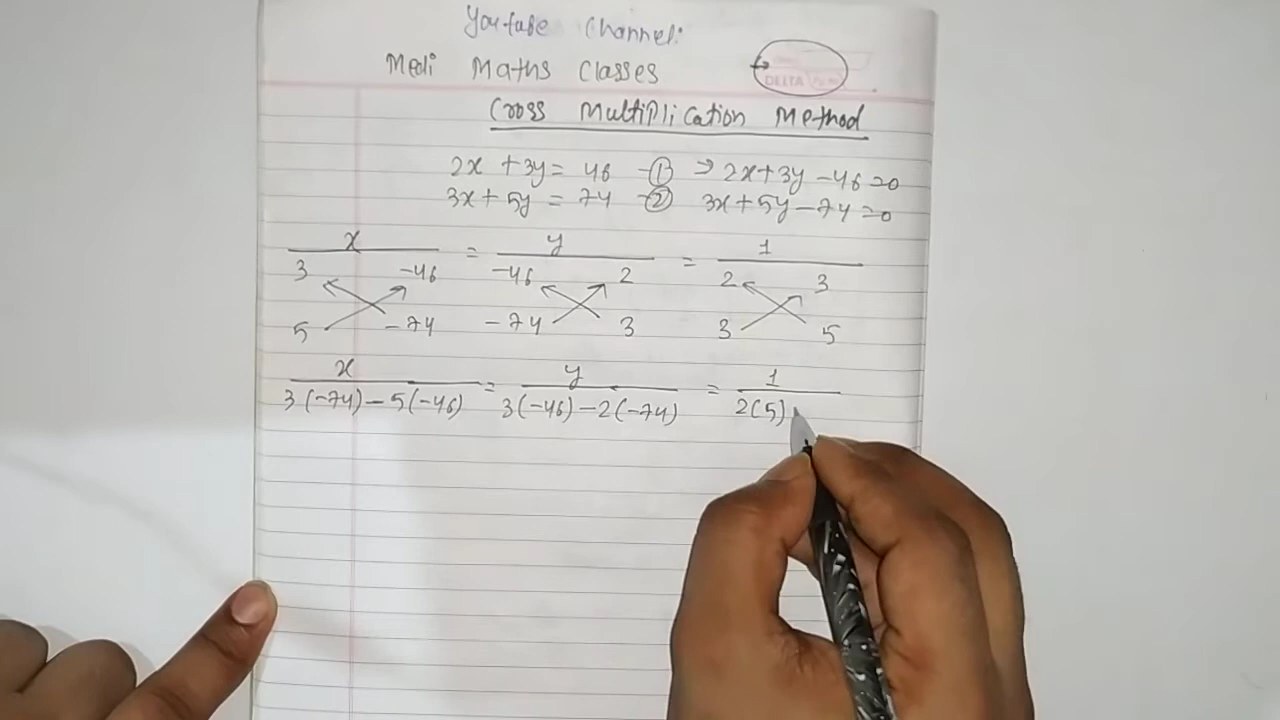 Youtube Channel:
Medi Maths Classes
DELTA
Cross Multiplication Method
2x + 3y = 46 - ① ⇒ 2x+3y-46=0
3x + 5y = 74 - ② 3x+5y-74=0
x = y = 1
3 -46 -46 2 2 3
5 -74 -74 3 3 5
x = y = 1
3(-74)-5(-46) 3(-46)-2(-74) 2(5)